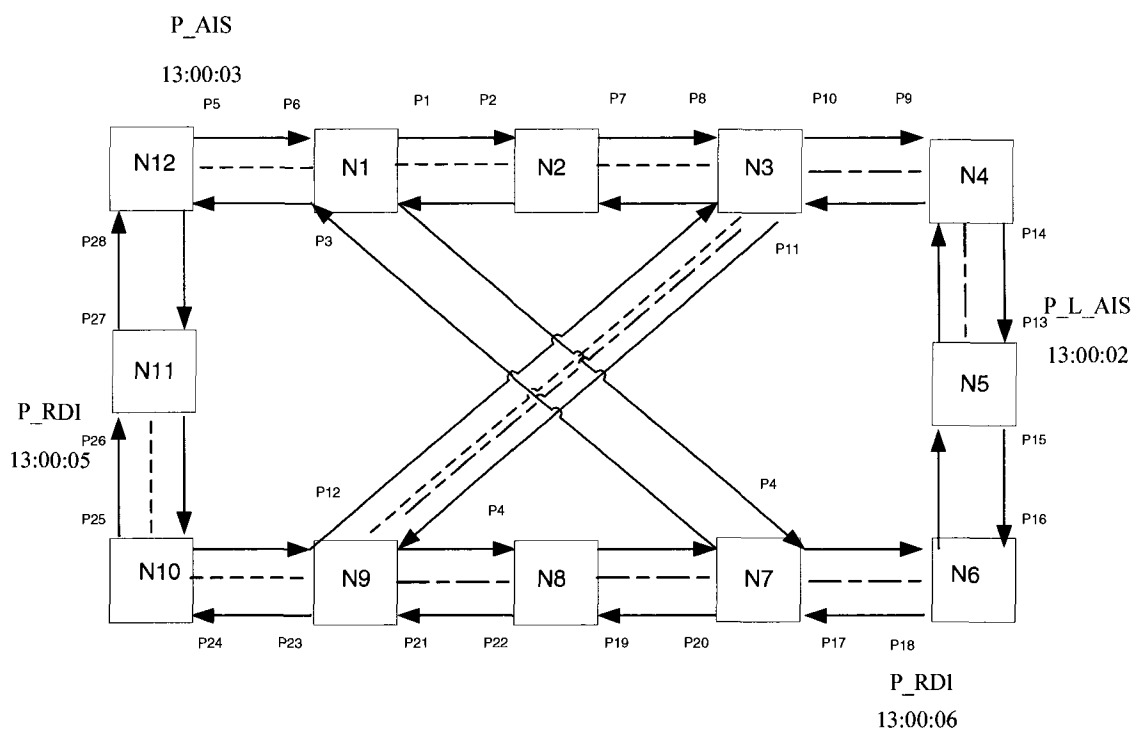 P_AIS
13:00:03
P5 P6 P1 P2 P7 P8 P10 P9
N12 N1 N2 N3 N4
P28 P3 P11 P14
P27 P13 P_L_AIS
13:00:02
N11 N5
P_RDI
P26 P15
13:00:05
P12 P4
P25 P4 P16
N10 N9 N8 N7 N6
P24 P23 P21 P22 P19 P20 P17 P18
P_RDI
13:00:06